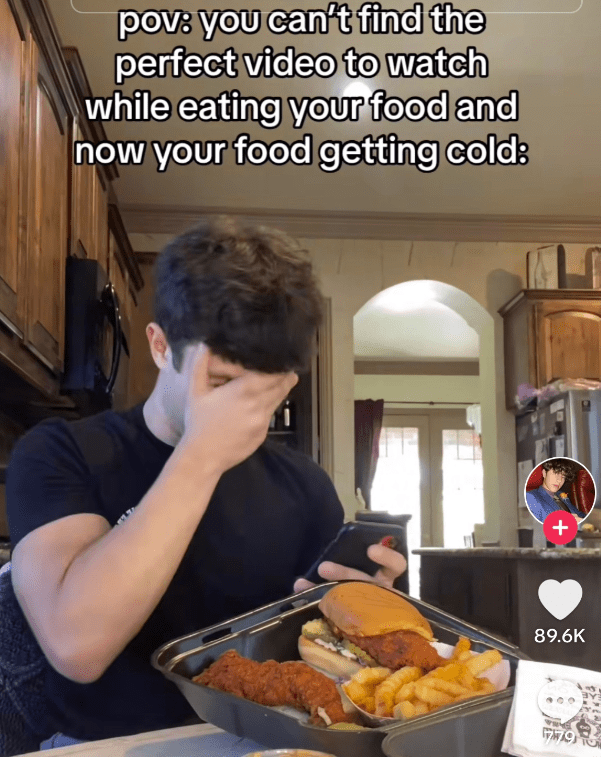 pov: you can't find the
perfect video to watch
while eating your food and
now your food getting cold:
89.6K
779